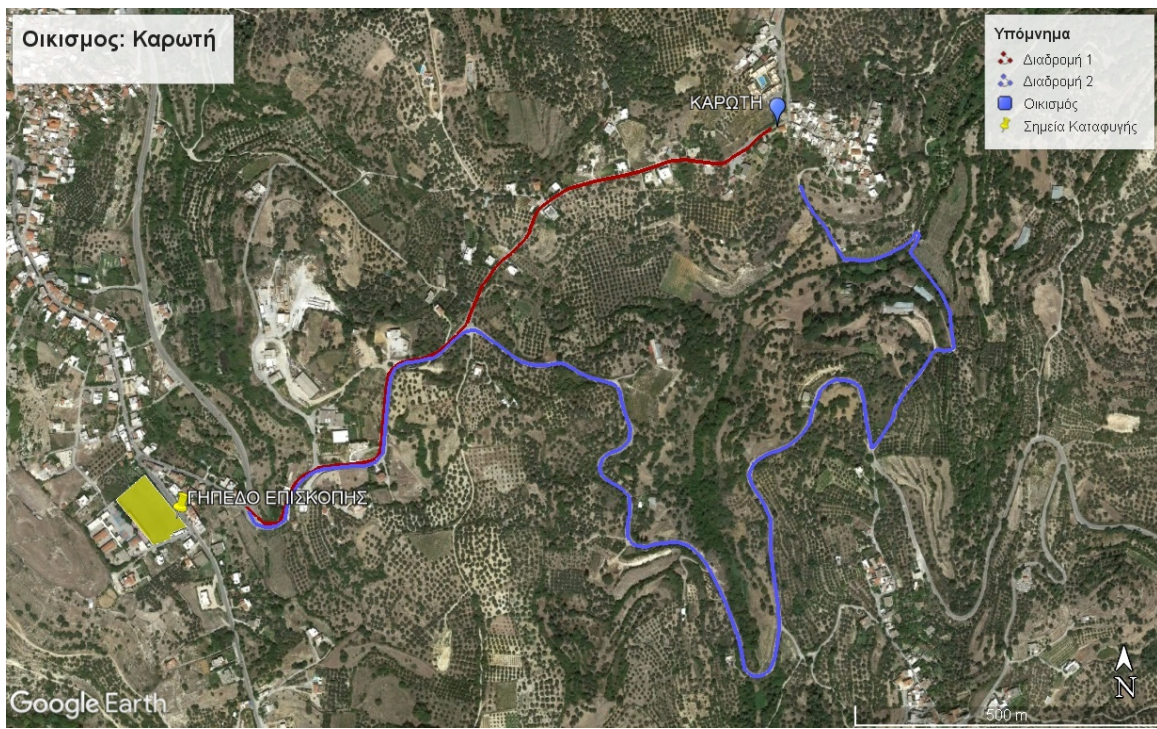 Οικισμος: Καρωτή
Υπόμνημα
Διαδρομή 1
Διαδρομή 2
Οικισμός
Σημεία Καταφυγής
ΚΑΡΩΤΗ
ΓΗΠΕΔΟ ΕΠΙΣΚΟΠΗΣ
Google Earth
N
500 m